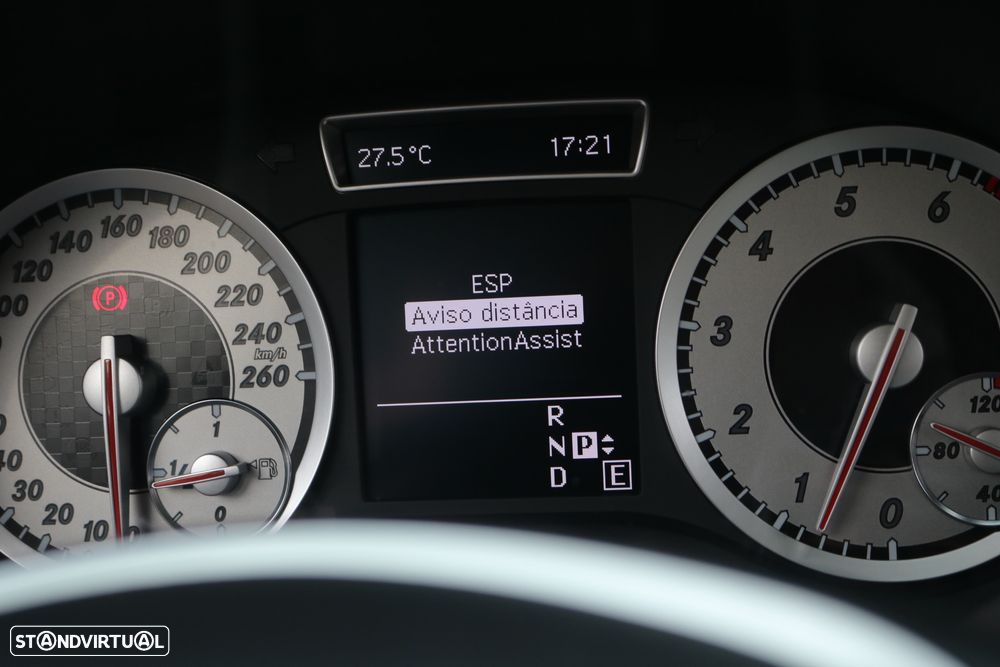 27.5°C
17:21
ESP
Aviso distância
AttentionAssist
R
N P
D E
120 140 160 180 200 220 240 260
km/h
40 30 20 10
1
0
0 1 2 3 4 5 6
120
80
40
(P)
STANDVIRTUAL